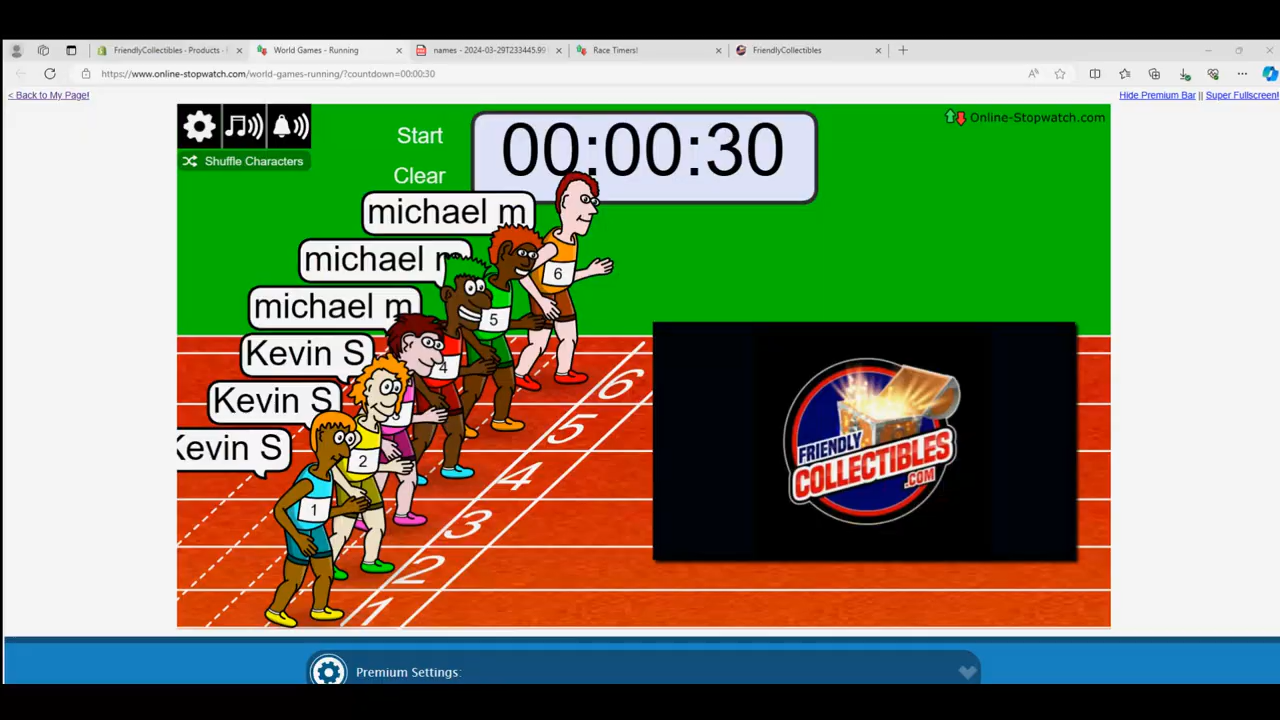 FriendlyCollectibles - Products -
World Games - Running
names - 2024-03-29T233445.99
Race Timers!
FriendlyCollectibles
https://www.online-stopwatch.com/world-games-running/?countdown=00:00:30
< Back to My Page!
Hide Premium Bar || Super Fullscreen!
Shuffle Characters
Start
Clear
00:00:30
Online-Stopwatch.com
michael m
michael m
michael m
Kevin S
Kevin S
Kevin S
6
5
4
2
1
6
5
4
3
2
1
FRIENDLY
COLLECTIBLES
.COM
Premium Settings: